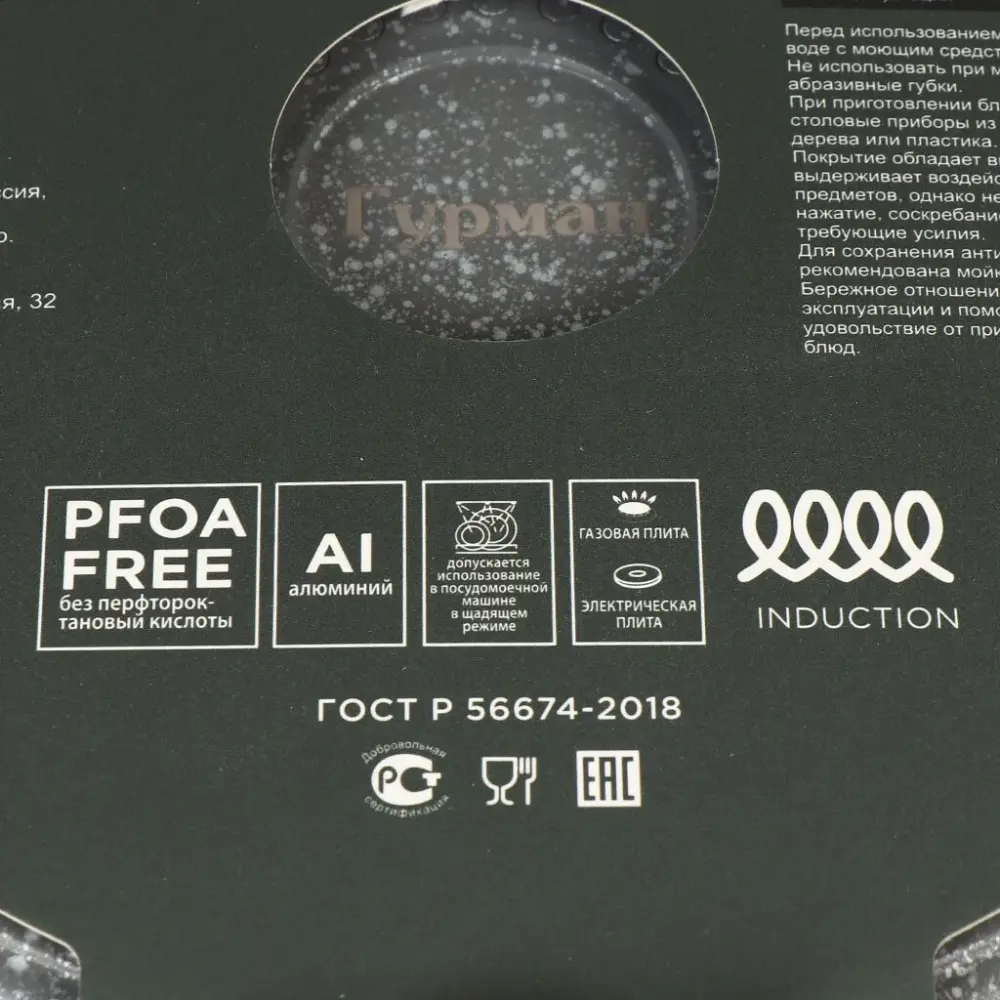 ссия,
о.
я, 32
Гурман
Перед использованием
воде с моющим средст
Не использовать при м
абразивные губки.
При приготовлении бл
столовые приборы из
дерева или пластика.
Покрытие обладает в
выдерживает воздейс
предметов, однако не
нажатие, соскребани
требующие усилия.
Для сохранения анти
рекомендована мойк
Бережное отношени
эксплуатации и помо
удовольствие от при
блюд.
PFOA
FREE
без перфторок-
тановый кислоты
Al
алюминий
допускается
использование
в посудомоечной
машине
в щадящем
режиме
ГАЗОВАЯ ПЛИТА
ЭЛЕКТРИЧЕСКАЯ
ПЛИТА
INDUCTION
ГОСТ Р 56674-2018
Добровольная
РСТ
сертификация
EAC